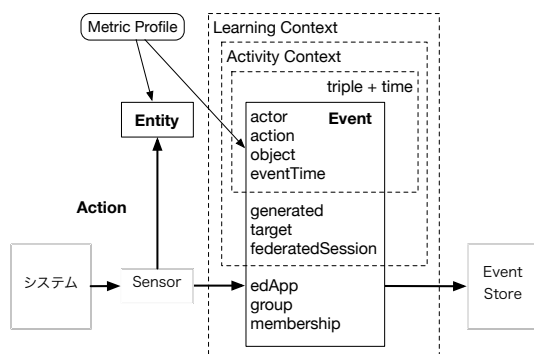 Metric Profile
Learning Context
Activity Context
triple + time
Entity
actor
Event
action
object
eventTime
Action
generated
target
federatedSession
システム
Sensor
edApp
group
membership
Event
Store